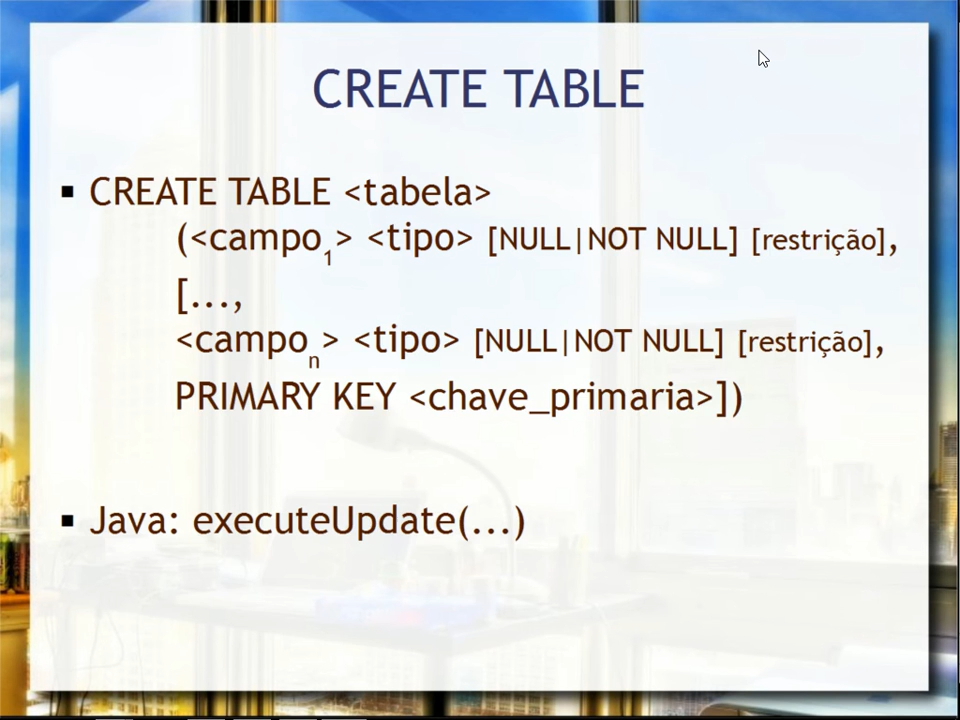 CREATE TABLE
▪ CREATE TABLE <tabela>
(<campo₁> <tipo> [NULL|NOT NULL] [restrição],
[...,
<campoₙ> <tipo> [NULL|NOT NULL] [restrição],
PRIMARY KEY <chave_primaria>])
▪ Java: executeUpdate(...)